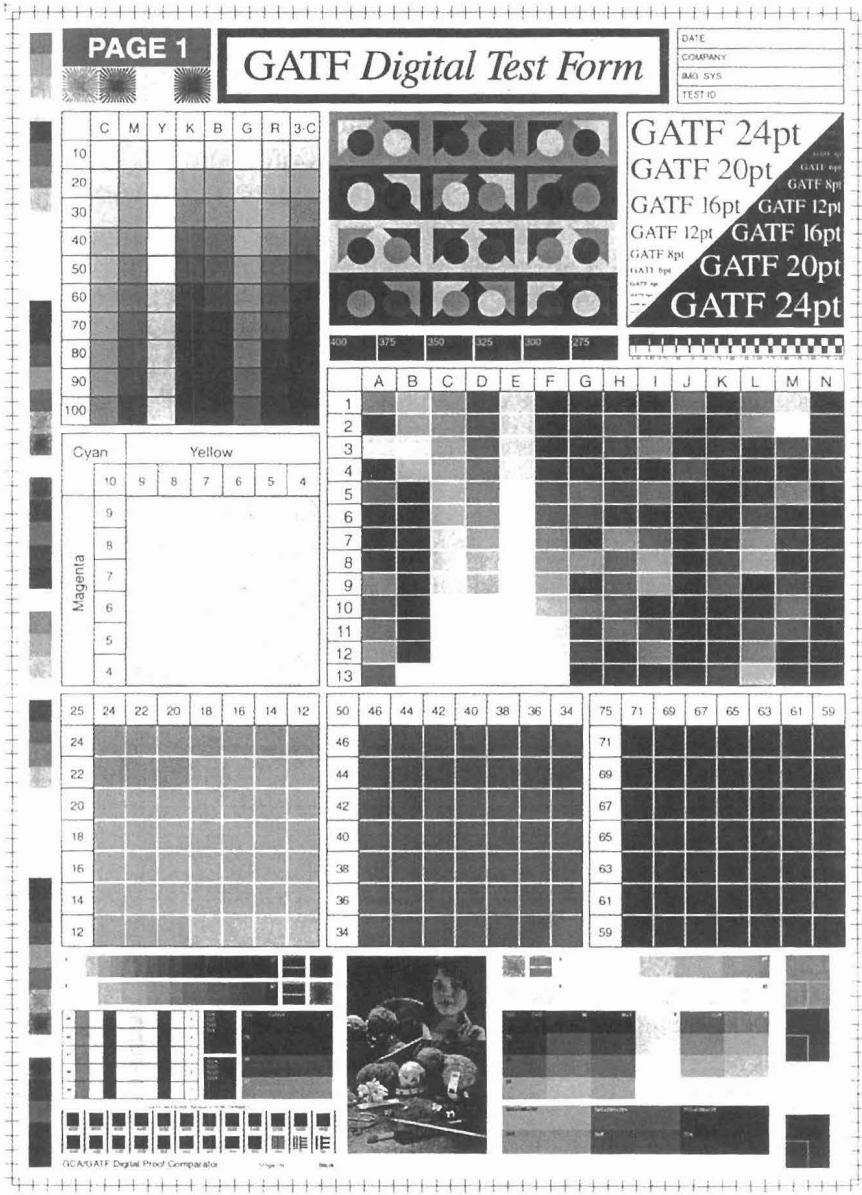 PAGE 1
GATF Digital Test Form
DATE
COMPANY
IMG SYS
TEST ID
C M Y K B G R 3-C
10
20
30
40
50
60
70
80
90
100
GATF 24pt
GATF 20pt
GATF 16pt
GATF 12pt
GATF 8pt
GATF 6pt
GATF 6pt
GATF 8pt
GATF 12pt
GATF 16pt
GATF 20pt
GATF 24pt
400 375 350 325 300 275
A B C D E F G H I J K L M N
1
2
3
4
5
6
7
8
9
10
11
12
13
Cyan Yellow
10 9 8 7 6 5 4
Magenta
9
8
7
6
5
4
25 24 22 20 18 16 14 12
24
22
20
18
16
14
12
50 46 44 42 40 38 36 34
46
44
42
40
38
36
34
75 71 69 67 65 63 61 59
71
69
67
65
63
61
59
GCA/GATF Digital Proof Comparator